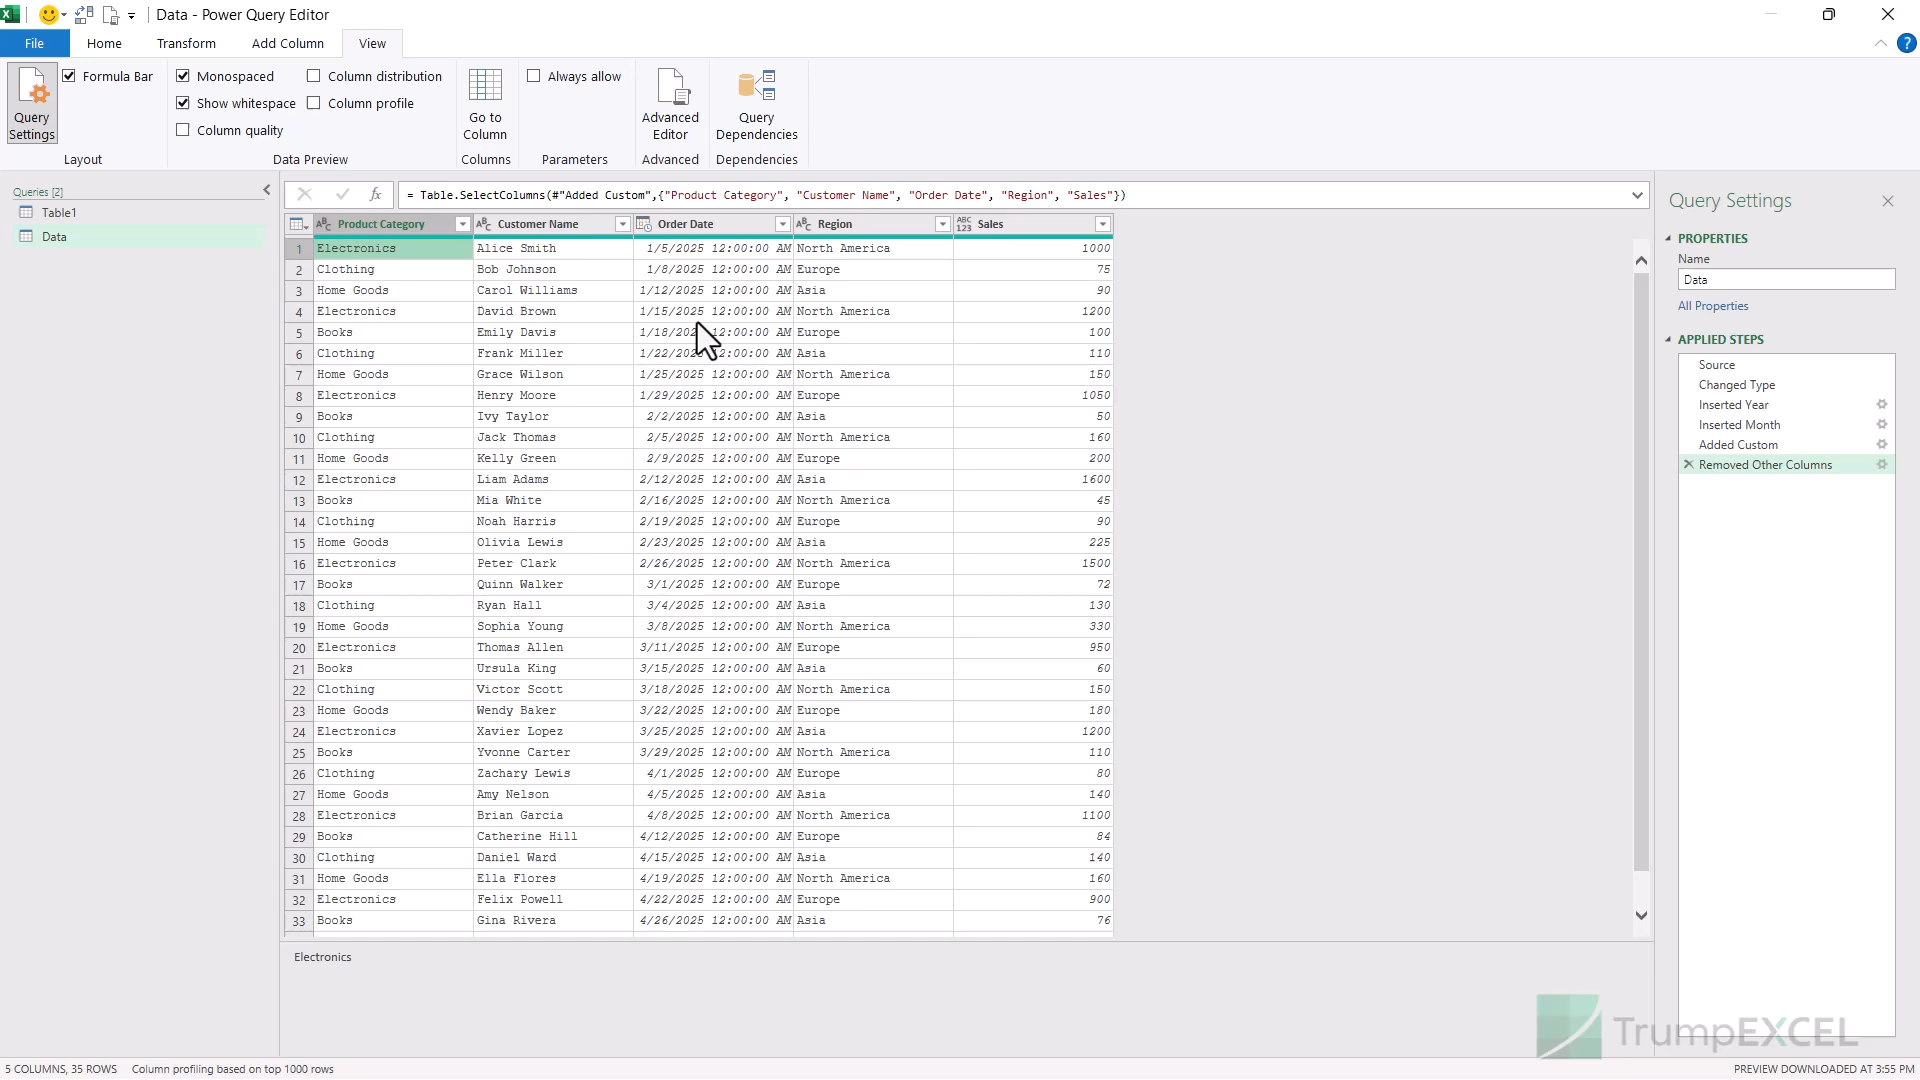 Data - Power Query Editor
File Home Transform Add Column View
Query Settings
Formula Bar
Layout
Monospaced
Show whitespace
Column quality
Column distribution
Column profile
Data Preview
Go to Column
Columns
Always allow
Parameters
Advanced Editor
Advanced
Query Dependencies
Dependencies
Queries [2]
Table1
Data
fx = Table.SelectColumns(#"Added Custom",{"Product Category", "Customer Name", "Order Date", "Region", "Sales"})
ABC Product Category ABC Customer Name Order Date ABC Region ABC 123 Sales
1 Electronics Alice Smith 1/5/2025 12:00:00 AM North America 1000
2 Clothing Bob Johnson 1/8/2025 12:00:00 AM Europe 75
3 Home Goods Carol Williams 1/12/2025 12:00:00 AM Asia 90
4 Electronics David Brown 1/15/2025 12:00:00 AM North America 1200
5 Books Emily Davis 1/18/2025 12:00:00 AM Europe 100
6 Clothing Frank Miller 1/22/2025 12:00:00 AM Asia 110
7 Home Goods Grace Wilson 1/25/2025 12:00:00 AM North America 150
8 Electronics Henry Moore 1/29/2025 12:00:00 AM Europe 1050
9 Books Ivy Taylor 2/2/2025 12:00:00 AM Asia 50
10 Clothing Jack Thomas 2/5/2025 12:00:00 AM North America 160
11 Home Goods Kelly Green 2/9/2025 12:00:00 AM Europe 200
12 Electronics Liam Adams 2/12/2025 12:00:00 AM Asia 1600
13 Books Mia White 2/16/2025 12:00:00 AM North America 45
14 Clothing Noah Harris 2/19/2025 12:00:00 AM Europe 90
15 Home Goods Olivia Lewis 2/23/2025 12:00:00 AM Asia 225
16 Electronics Peter Clark 2/26/2025 12:00:00 AM North America 1500
17 Books Quinn Walker 3/1/2025 12:00:00 AM Europe 72
18 Clothing Ryan Hall 3/4/2025 12:00:00 AM Asia 130
19 Home Goods Sophia Young 3/8/2025 12:00:00 AM North America 330
20 Electronics Thomas Allen 3/11/2025 12:00:00 AM Europe 950
21 Books Ursula King 3/15/2025 12:00:00 AM Asia 60
22 Clothing Victor Scott 3/18/2025 12:00:00 AM North America 150
23 Home Goods Wendy Baker 3/22/2025 12:00:00 AM Europe 180
24 Electronics Xavier Lopez 3/25/2025 12:00:00 AM Asia 1200
25 Books Yvonne Carter 3/29/2025 12:00:00 AM North America 110
26 Clothing Zachary Lewis 4/1/2025 12:00:00 AM Europe 80
27 Home Goods Amy Nelson 4/5/2025 12:00:00 AM Asia 140
28 Electronics Brian Garcia 4/8/2025 12:00:00 AM North America 1100
29 Books Catherine Hill 4/12/2025 12:00:00 AM Europe 84
30 Clothing Daniel Ward 4/15/2025 12:00:00 AM Asia 140
31 Home Goods Ella Flores 4/19/2025 12:00:00 AM North America 160
32 Electronics Felix Powell 4/22/2025 12:00:00 AM Europe 900
33 Books Gina Rivera 4/26/2025 12:00:00 AM Asia 76
Electronics
Query Settings
PROPERTIES
Name
Data
All Properties
APPLIED STEPS
Source
Changed Type
Inserted Year
Inserted Month
Added Custom
Removed Other Columns
TrumpEXCEL
5 COLUMNS, 35 ROWS Column profiling based on top 1000 rows
PREVIEW DOWNLOADED AT 3:55 PM